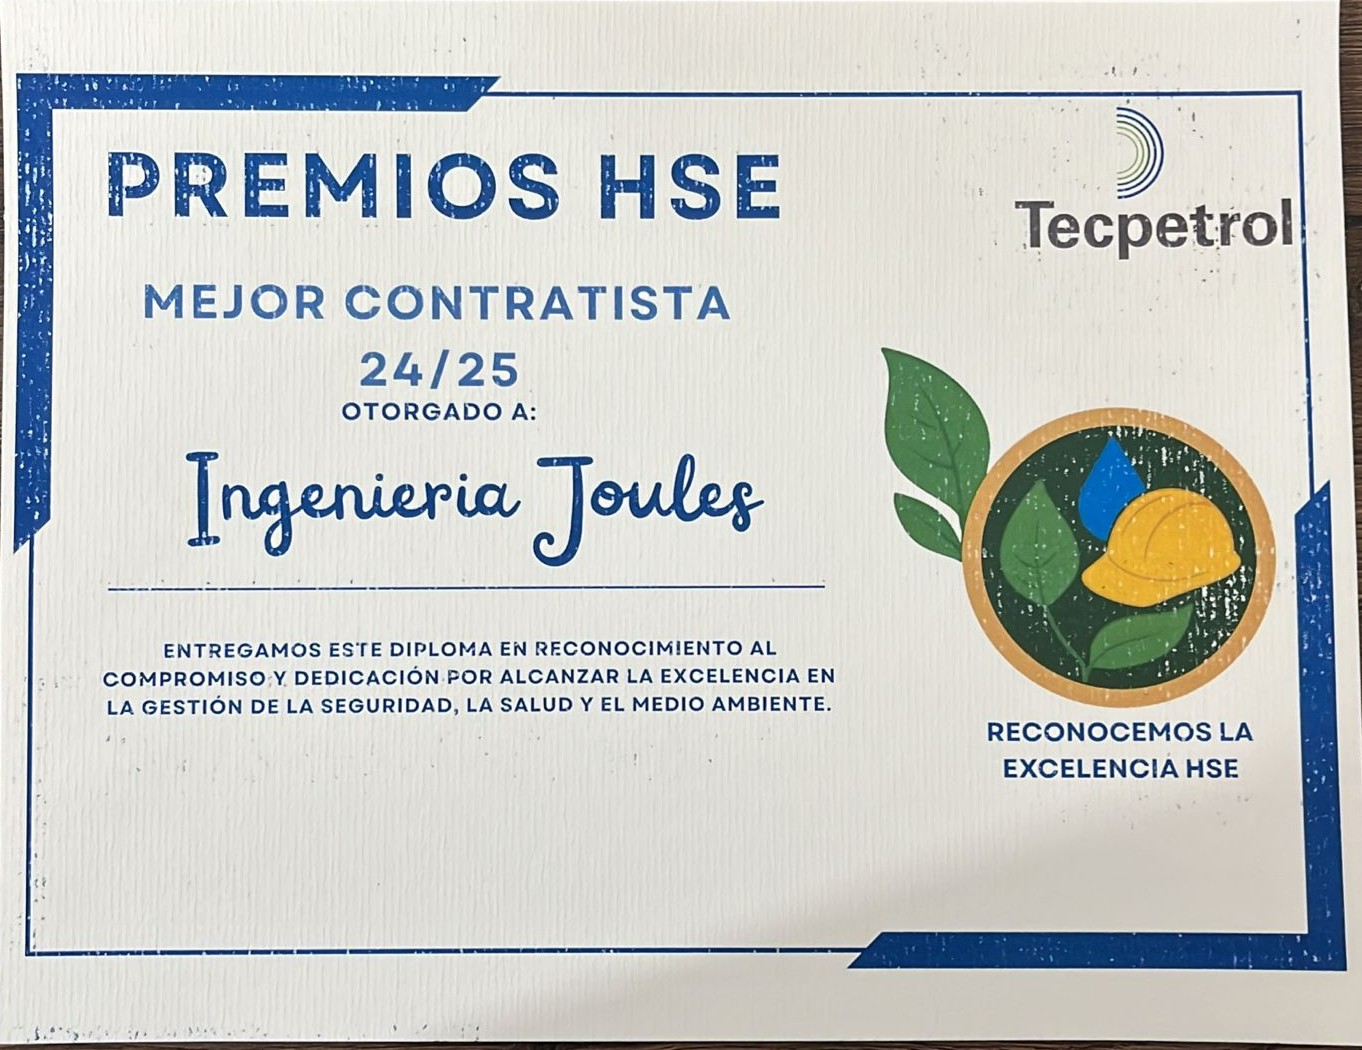 PREMIOS HSE
Tecpetrol
MEJOR CONTRATISTA
24/25
OTORGADO A:
Ingenieria Joules
ENTREGAMOS ESTE DIPLOMA EN RECONOCIMIENTO AL
COMPROMISO Y DEDICACIÓN POR ALCANZAR LA EXCELENCIA EN
LA GESTIÓN DE LA SEGURIDAD, LA SALUD Y EL MEDIO AMBIENTE.
RECONOCEMOS LA
EXCELENCIA HSE